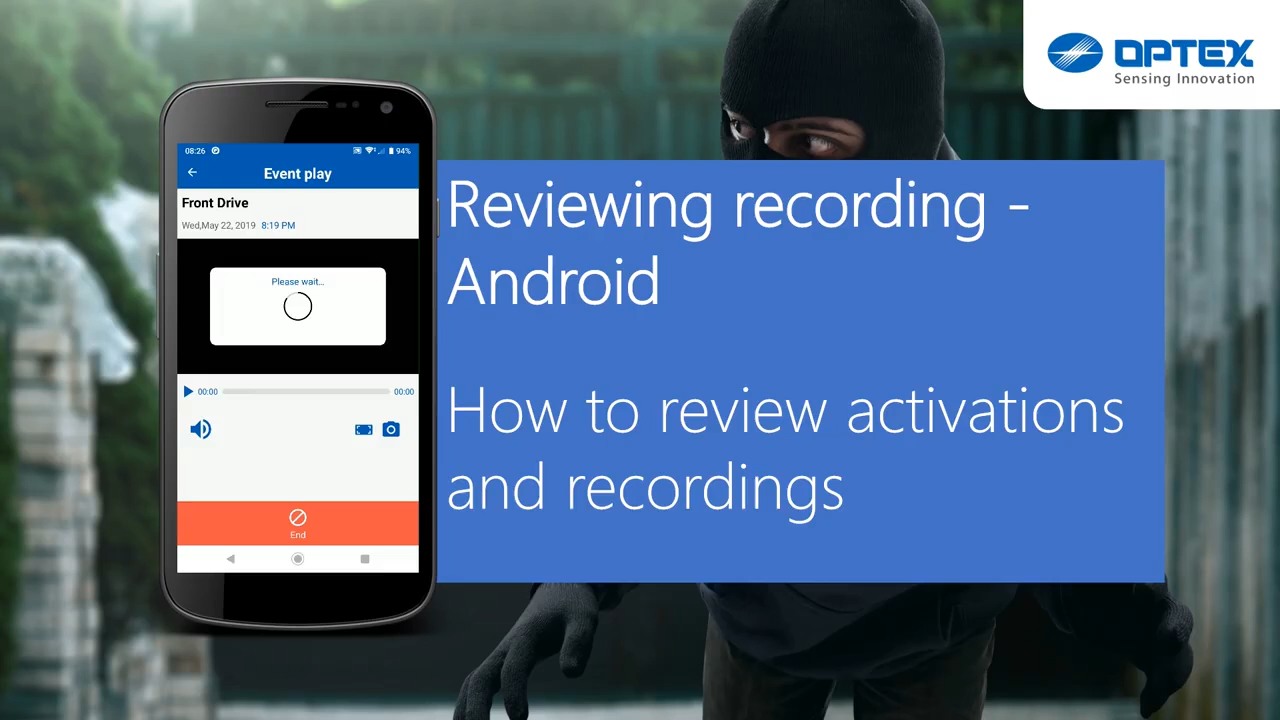 OPTEX
Sensing Innovation
08:26 94%
Event play
Front Drive
Wed,May 22, 2019 8:19 PM
Please wait...
00:00 00:00
End
Reviewing recording -
Android
How to review activations
and recordings